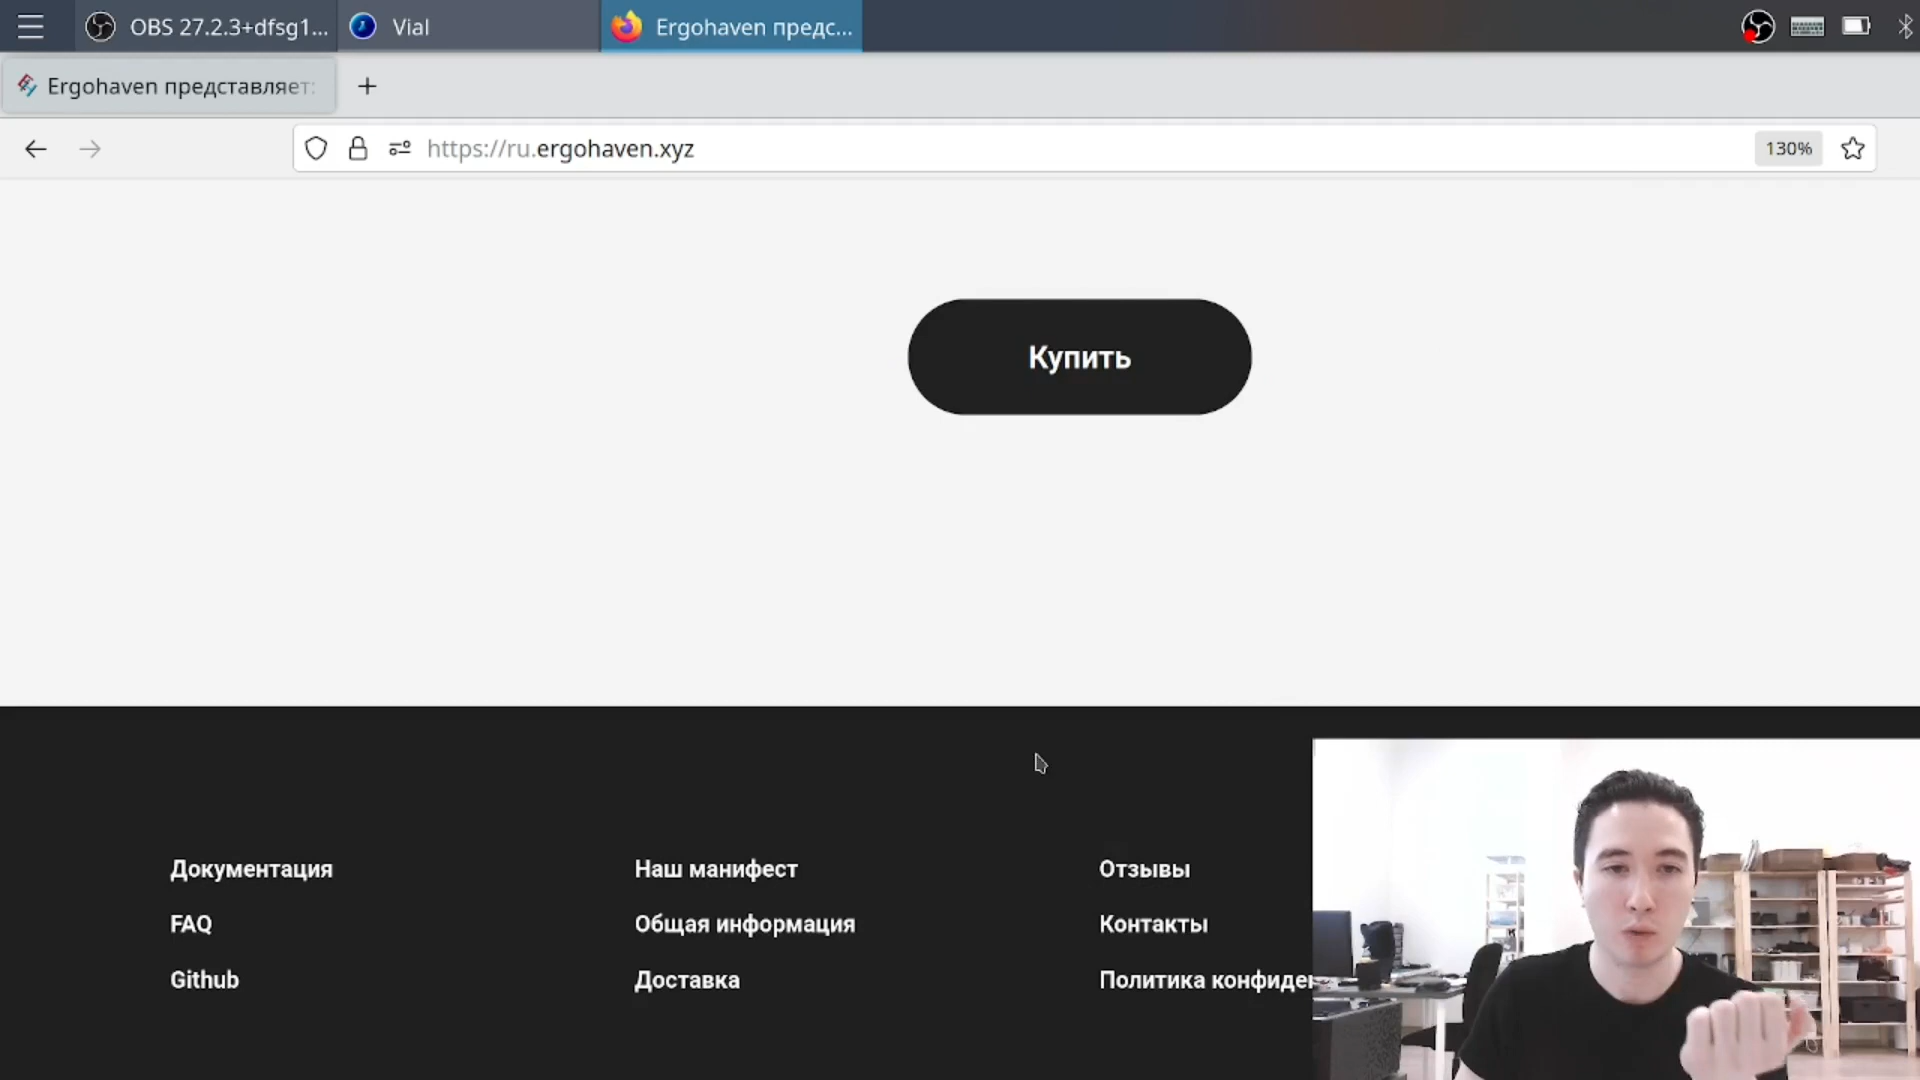 OBS 27.2.3+dfsg1...
Vial
Ergohaven предс...
Ergohaven представляет:
https://ru.ergohaven.xyz
130%
Купить
Документация
Наш манифест
Отзывы
FAQ
Общая информация
Контакты
Github
Доставка
Политика конфиде